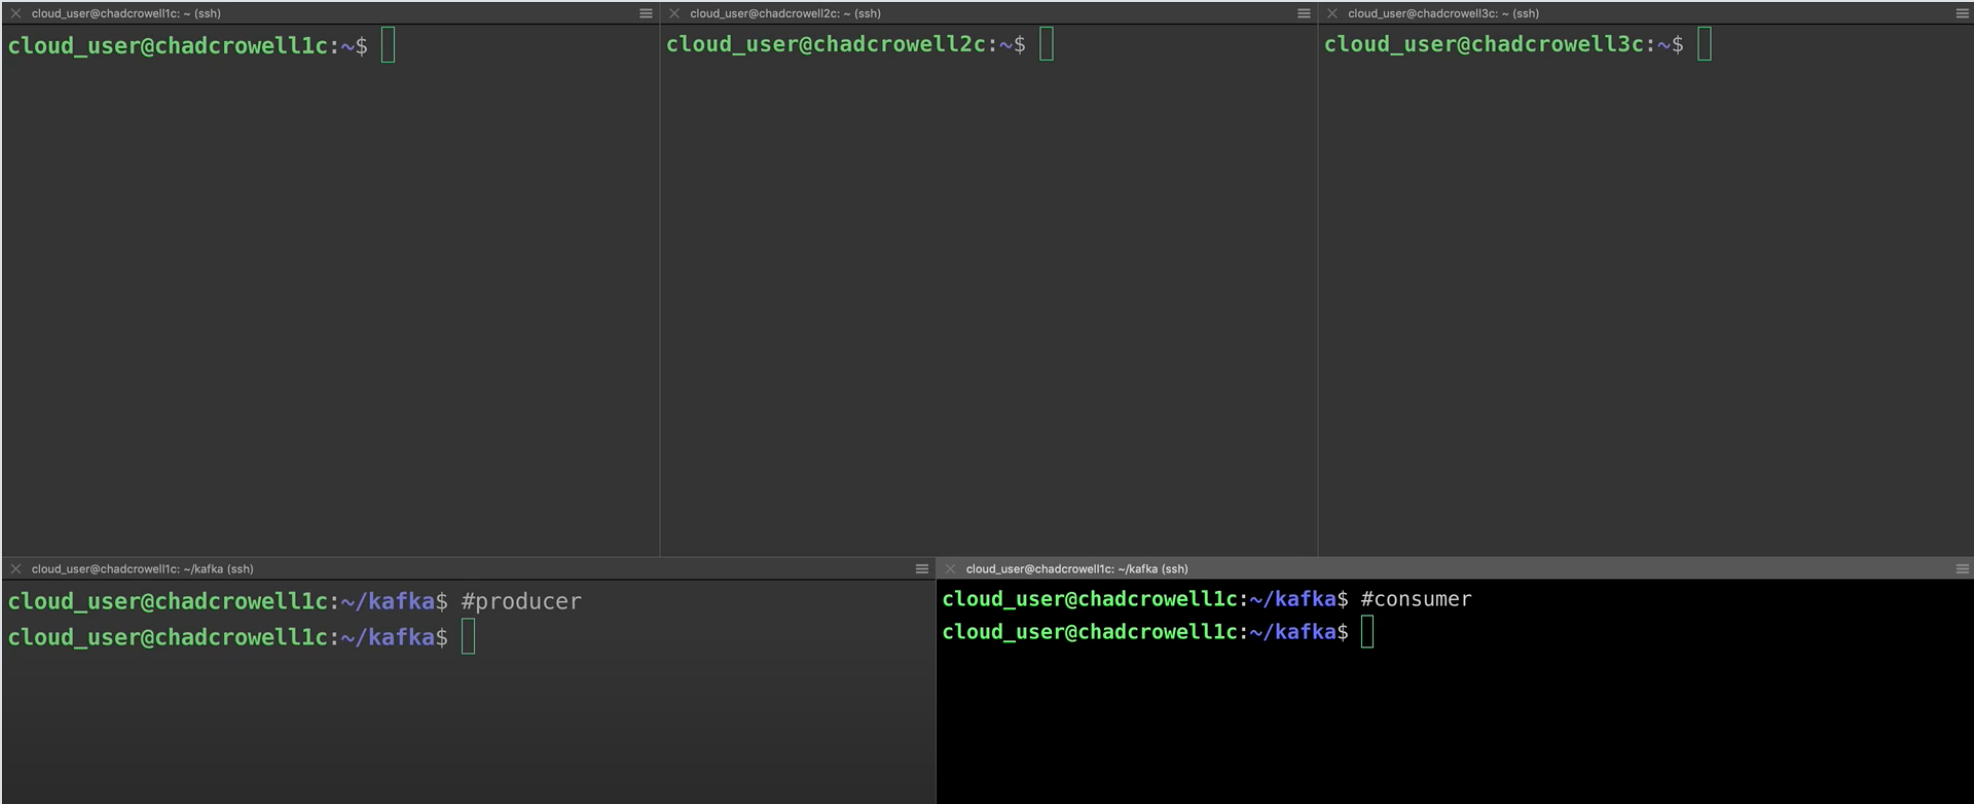 cloud_user@chadcrowell1c: ~ (ssh)
cloud_user@chadcrowell1c:~$
cloud_user@chadcrowell2c: ~ (ssh)
cloud_user@chadcrowell2c:~$
cloud_user@chadcrowell3c: ~ (ssh)
cloud_user@chadcrowell3c:~$
cloud_user@chadcrowell1c: ~/kafka (ssh)
cloud_user@chadcrowell1c:~/kafka$ #producer
cloud_user@chadcrowell1c:~/kafka$
cloud_user@chadcrowell1c: ~/kafka (ssh)
cloud_user@chadcrowell1c:~/kafka$ #consumer
cloud_user@chadcrowell1c:~/kafka$